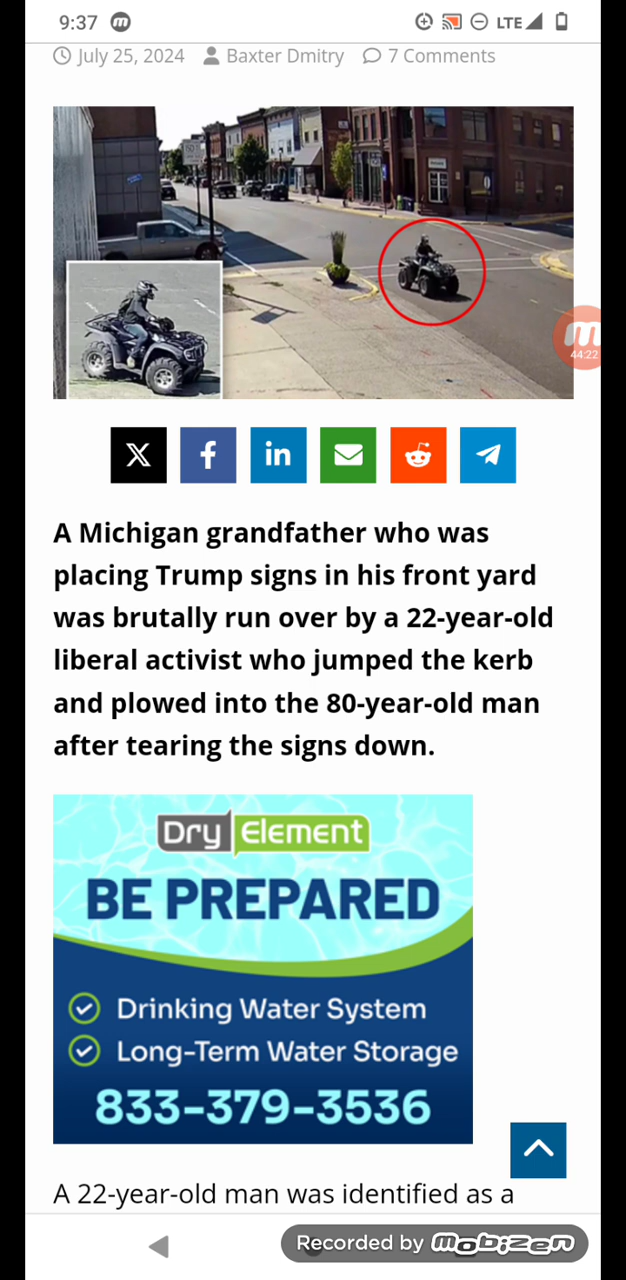 9:37
LTE
July 25, 2024 Baxter Dmitry 7 Comments
44:22
A Michigan grandfather who was
placing Trump signs in his front yard
was brutally run over by a 22-year-old
liberal activist who jumped the kerb
and plowed into the 80-year-old man
after tearing the signs down.
Dry Element
BE PREPARED
Drinking Water System
Long-Term Water Storage
833-379-3536
A 22-year-old man was identified as a
Recorded by mobizen